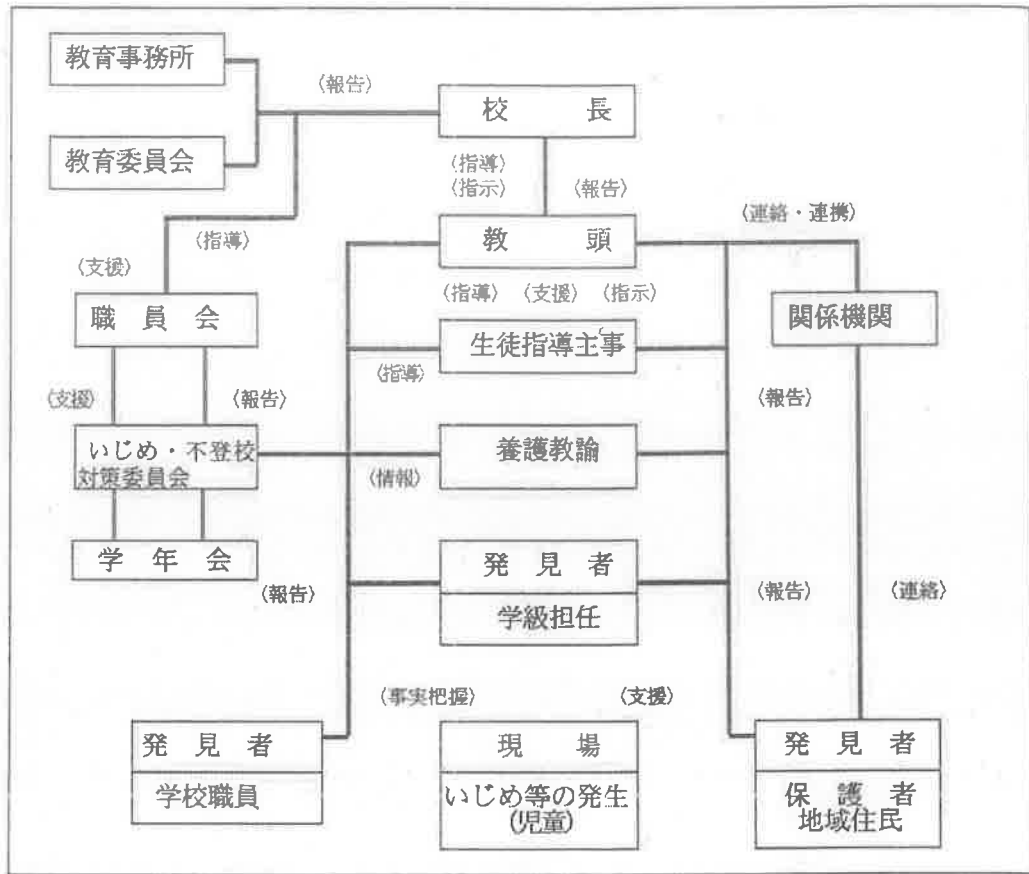 教育事務所
〈報告〉
校長
教育委員会
〈指導〉
〈指示〉
〈報告〉
〈連絡・連携〉
〈指導〉
教頭
〈支援〉
〈指導〉 〈支援〉 〈指示〉
職員会
関係機関
生徒指導主事
〈指導〉
〈支援〉
〈報告〉
〈報告〉
いじめ・不登校
対策委員会
養護教諭
〈情報〉
学年会
発見者
〈報告〉
〈報告〉
〈連絡〉
学級担任
〈事実把握〉
〈支援〉
発見者
学校職員
現場
いじめ等の発生
(児童)
発見者
保護者
地域住民